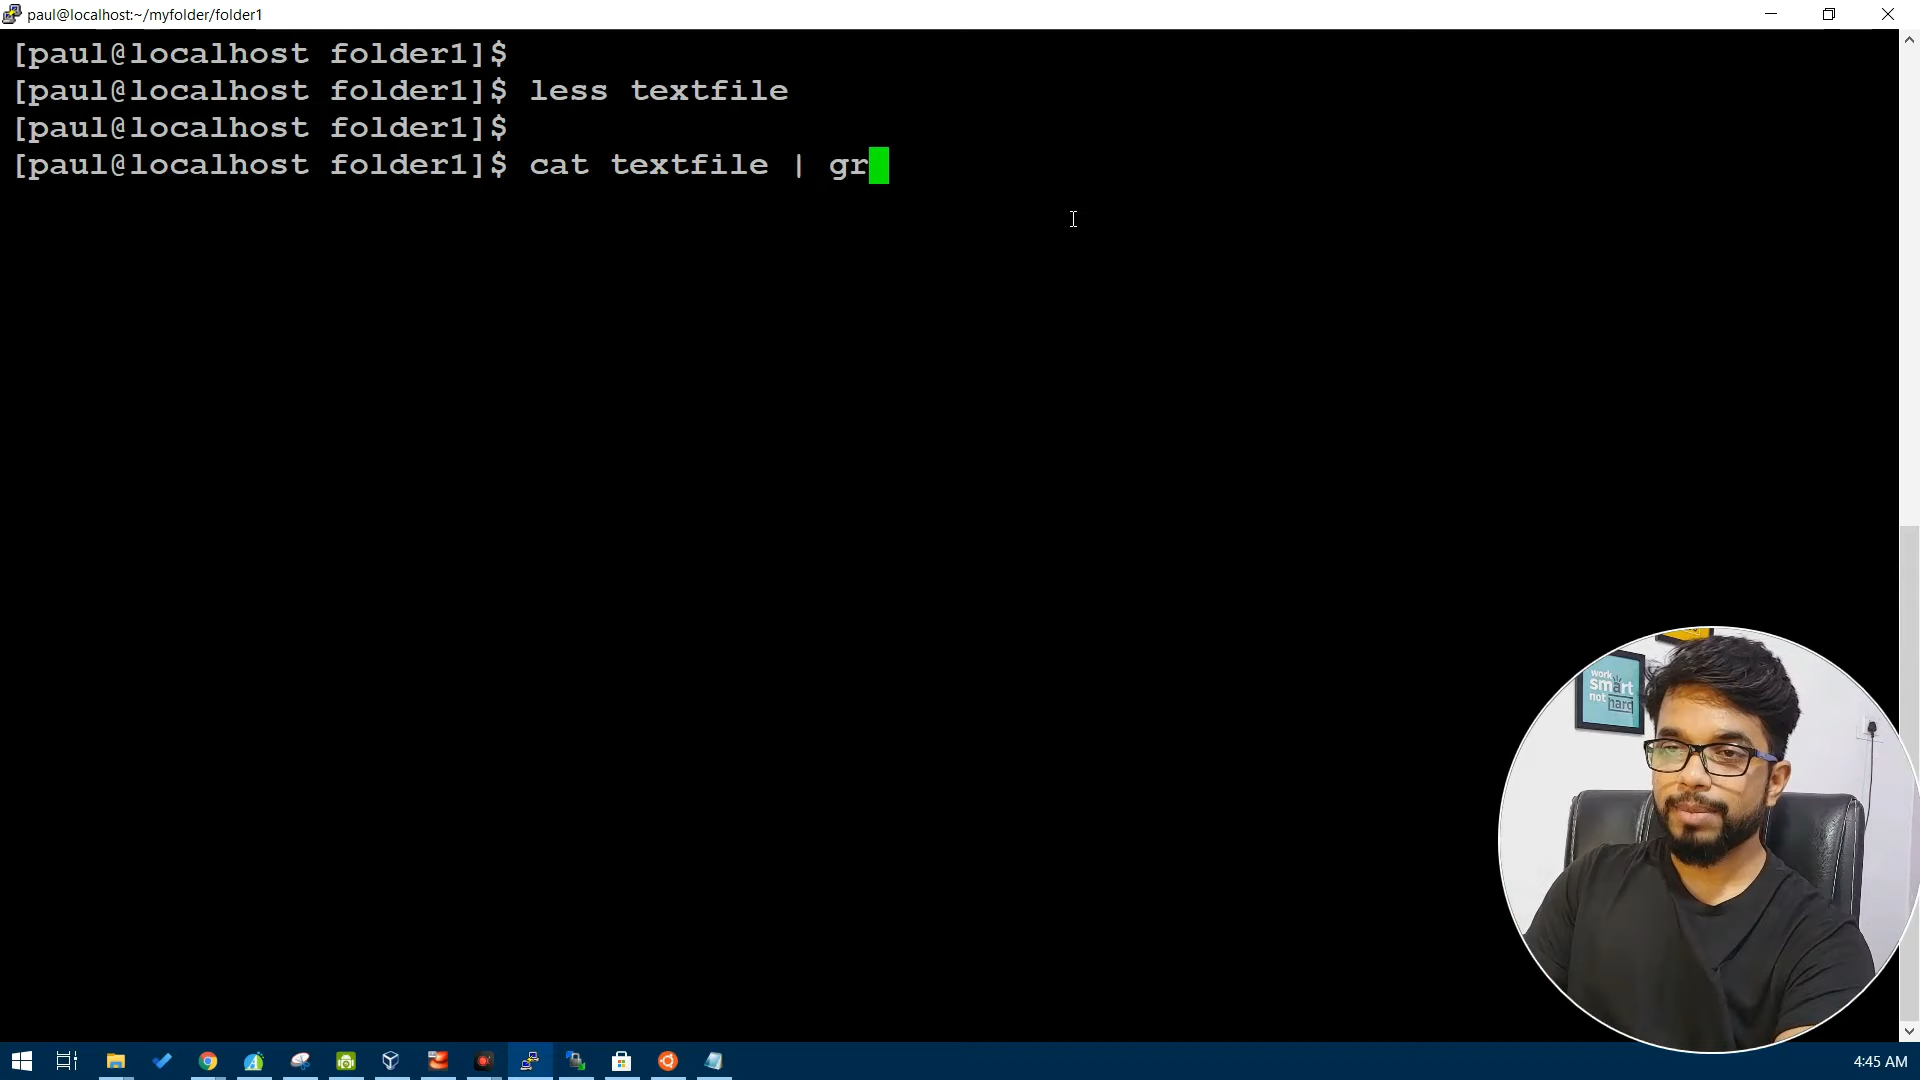 paul@localhost:~/myfolder/folder1
[paul@localhost folder1]$
[paul@localhost folder1]$ less textfile
[paul@localhost folder1]$
[paul@localhost folder1]$ cat textfile | gr
work
smart
not hard
4:45 AM